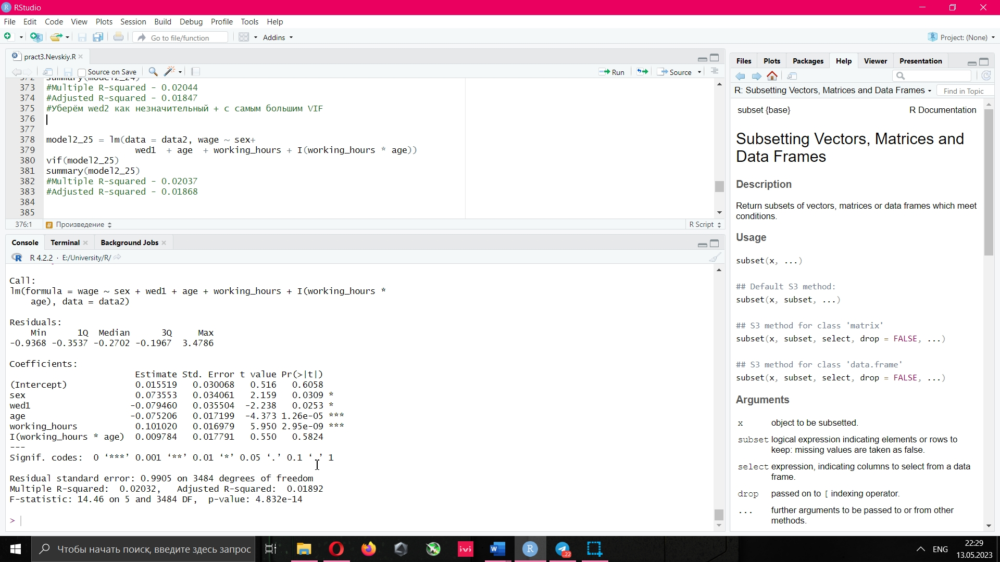 RStudio
File Edit Code View Plots Session Build Debug Profile Tools Help
Go to file/function
Addins
Project: (None)
pract3.Nevskiy.R
Source on Save
Run
Source
373 #Multiple R-squared - 0.02044
374 #Adjusted R-squared - 0.01847
375 #Уберём wed2 как незначительный + с самым большим VIF
376
377
378 model2_25 = lm(data = data2, wage ~ sex+
379 wed1 + age + working_hours + I(working_hours * age))
380 vif(model2_25)
381 summary(model2_25)
382 #Multiple R-squared - 0.02037
383 #Adjusted R-squared - 0.01868
384
385
376:1 # Произведение R Script
Console Terminal Background Jobs
R 4.2.2 · E:/University/R/
Call:
lm(formula = wage ~ sex + wed1 + age + working_hours + I(working_hours *
age), data = data2)
Residuals:
Min 1Q Median 3Q Max
-0.9368 -0.3537 -0.2702 -0.1967 3.4786
Coefficients:
Estimate Std. Error t value Pr(>|t|)
(Intercept) 0.015519 0.030068 0.516 0.6058
sex 0.073553 0.034061 2.159 0.0309 *
wed1 -0.079460 0.035504 -2.238 0.0253 *
age -0.075206 0.017199 -4.373 1.26e-05 ***
working_hours 0.101020 0.016979 5.950 2.95e-09 ***
I(working_hours * age) 0.009784 0.017791 0.550 0.5824
---
Signif. codes: 0 ‘***’ 0.001 ‘**’ 0.01 ‘*’ 0.05 ‘.’ 0.1 ‘ ’ 1
Residual standard error: 0.9905 on 3484 degrees of freedom
Multiple R-squared: 0.02032, Adjusted R-squared: 0.01892
F-statistic: 14.46 on 5 and 3484 DF, p-value: 4.832e-14
>
Files Plots Packages Help Viewer Presentation
R: Subsetting Vectors, Matrices and Data Frames
Find in Topic
subset {base} R Documentation
Subsetting Vectors, Matrices and
Data Frames
Description
Return subsets of vectors, matrices or data frames which meet
conditions.
Usage
subset(x, ...)
## Default S3 method:
subset(x, subset, ...)
## S3 method for class 'matrix'
subset(x, subset, select, drop = FALSE, ...)
## S3 method for class 'data.frame'
subset(x, subset, select, drop = FALSE, ...)
Arguments
x object to be subsetted.
subset logical expression indicating elements or rows to
keep: missing values are taken as false.
select expression, indicating columns to select from a data
frame.
drop passed on to [ indexing operator.
... further arguments to be passed to or from other
methods.
Чтобы начать поиск, введите здесь запрос
ivi
W
R
22
ENG
22:29
13.05.2023